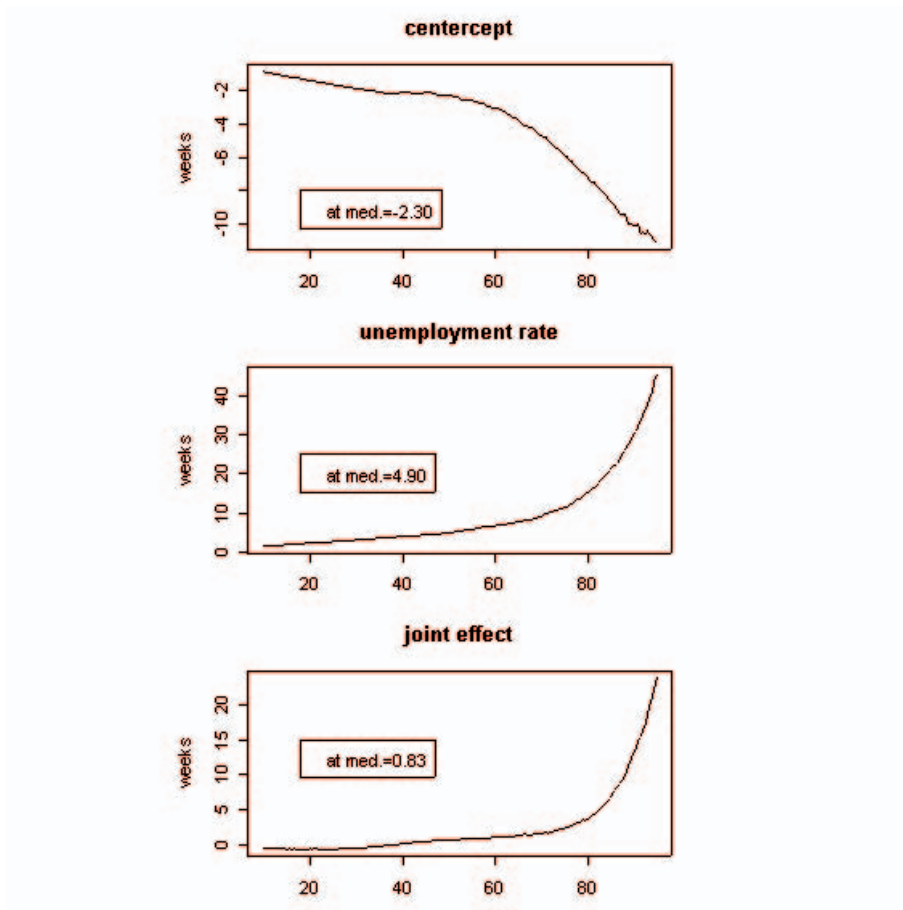 centercept
weeks
-2
-4
-6
-10
at med.=-2.30
20 40 60 80
unemployment rate
weeks
40
30
20
10
0
at med.=4.90
20 40 60 80
joint effect
weeks
20
15
10
5
0
at med.=0.83
20 40 60 80